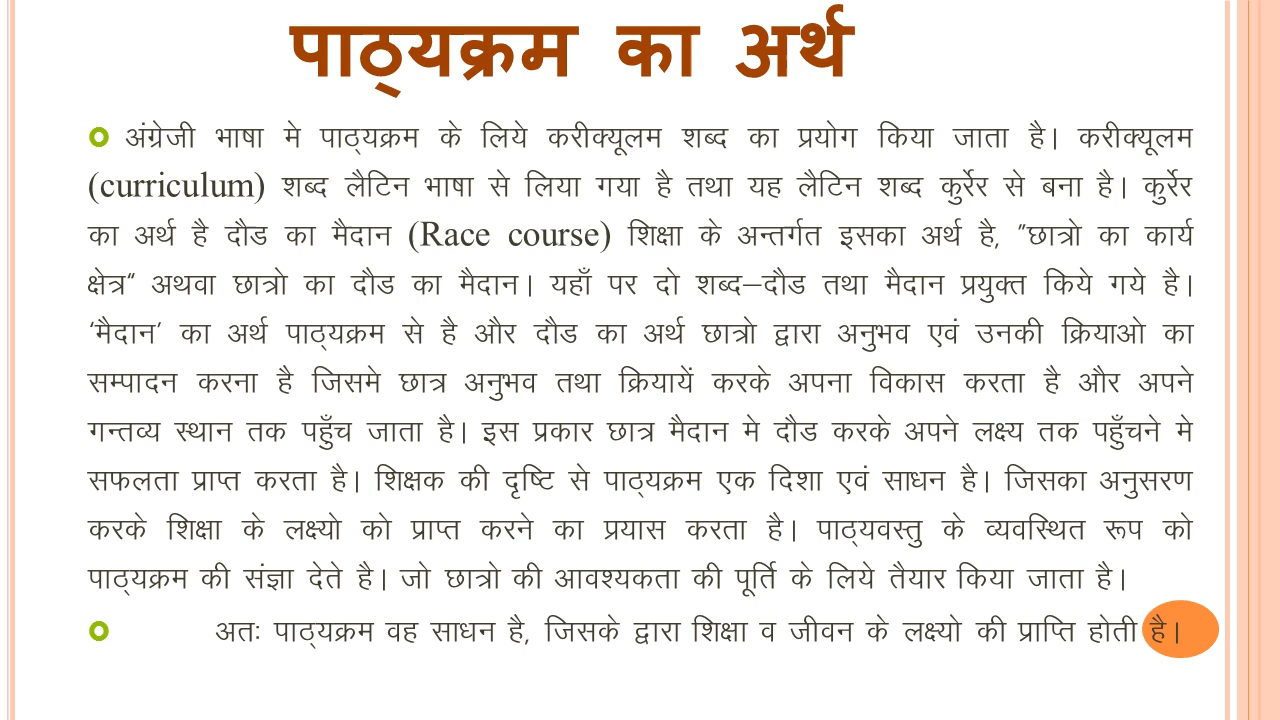 पाठ्यक्रम का अर्थ
अंग्रेजी भाषा मे पाठ्यक्रम के लिये करीक्यूलम शब्द का प्रयोग किया जाता है। करीक्यूलम
(curriculum) शब्द लैटिन भाषा से लिया गया है तथा यह लैटिन शब्द कुर्रेर से बना है। कुर्रेर
का अर्थ है दौड का मैदान (Race course) शिक्षा के अन्तर्गत इसका अर्थ है, "छात्रो का कार्य
क्षेत्र" अथवा छात्रो का दौड का मैदान। यहाँ पर दो शब्द–दौड तथा मैदान प्रयुक्त किये गये है।
'मैदान' का अर्थ पाठ्यक्रम से है और दौड का अर्थ छात्रो द्वारा अनुभव एवं उनकी क्रियाओ का
सम्पादन करना है जिसमे छात्र अनुभव तथा क्रियायें करके अपना विकास करता है और अपने
गन्तव्य स्थान तक पहुँच जाता है। इस प्रकार छात्र मैदान मे दौड करके अपने लक्ष्य तक पहुँचने मे
सफलता प्राप्त करता है। शिक्षक की दृष्टि से पाठ्यक्रम एक दिशा एवं साधन है। जिसका अनुसरण
करके शिक्षा के लक्ष्यो को प्राप्त करने का प्रयास करता है। पाठ्यवस्तु के व्यवस्थित रूप को
पाठ्यक्रम की संज्ञा देते है। जो छात्रो की आवश्यकता की पूर्ति के लिये तैयार किया जाता है।
अतः पाठ्यक्रम वह साधन है, जिसके द्वारा शिक्षा व जीवन के लक्ष्यो की प्राप्ति होती है।